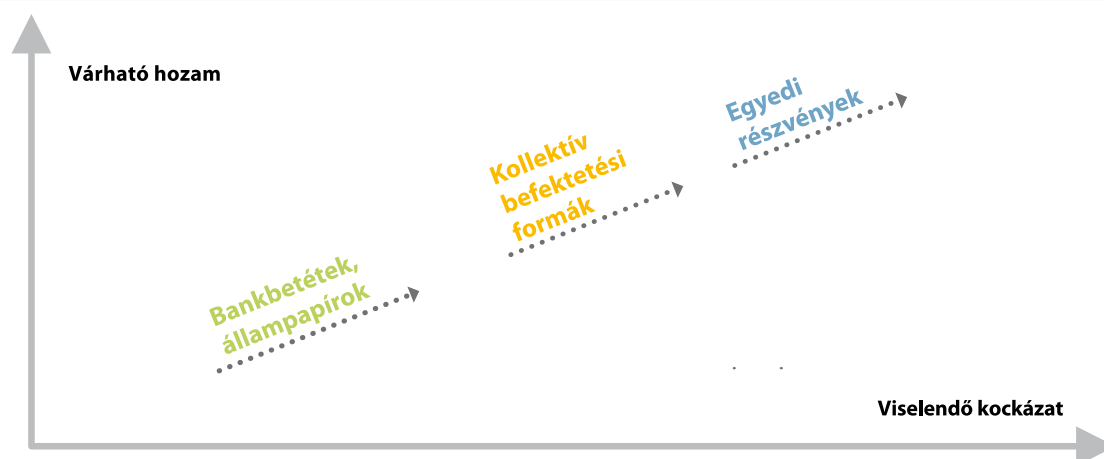 Várható hozam
Egyedi
részvények
Kollektív
befektetési
formák
Bankbetétek,
állampapírok
Viselendő kockázat